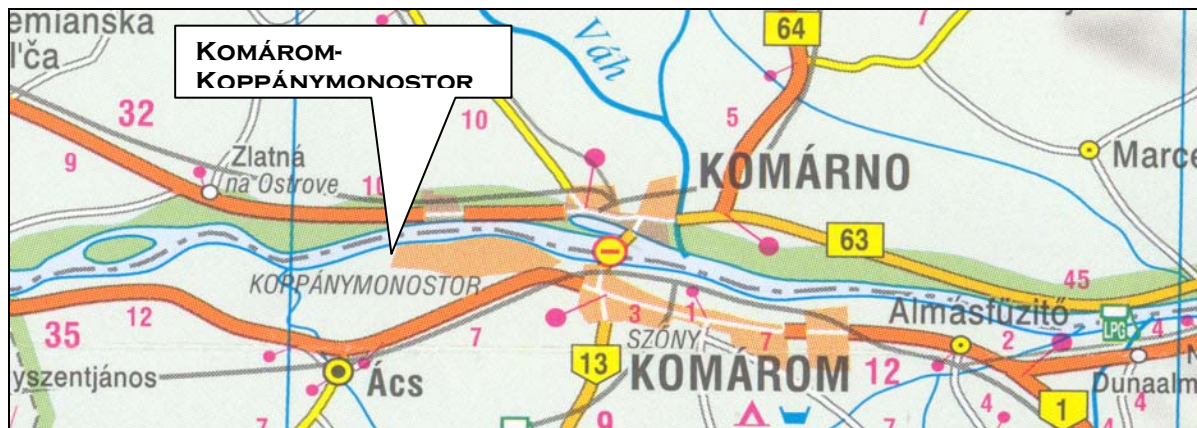 emianska
l'ča
KOMÁROM-
KOPPÁNYMONOSTOR
Váh
64
7
32
10
5
9
Zlatná
na Ostrove
KOMÁRNO
Marce
63
KOPPÁNYMONOSTOR
45
12
35
7
3
1
7
SZŐNY
Almásfüzitő
2
LPG
4
yszentjános
Ács
13
KOMÁROM
12
Dunaalm
N
4
4
1
7
9
4